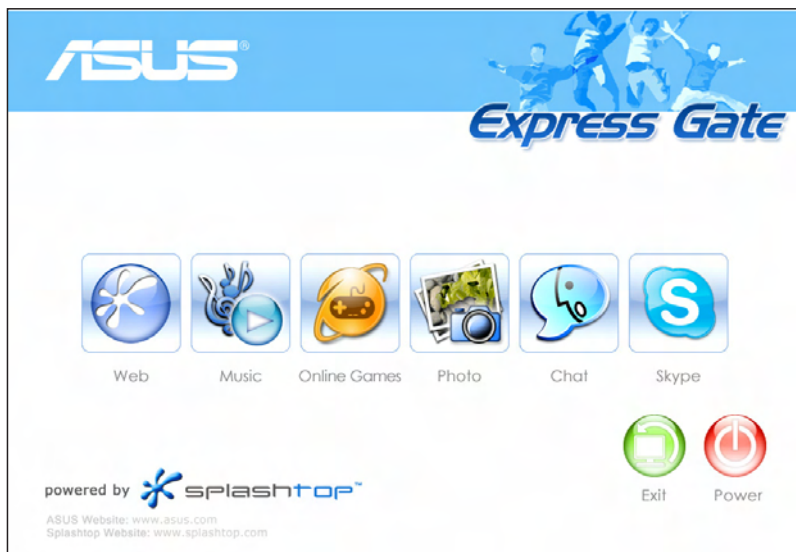 ASUS®
Express Gate
Web
Music
Online Games
Photo
Chat
Skype
Exit
Power
powered by splashtop™
ASUS Website: www.asus.com
Splashtop Website: www.splashtop.com